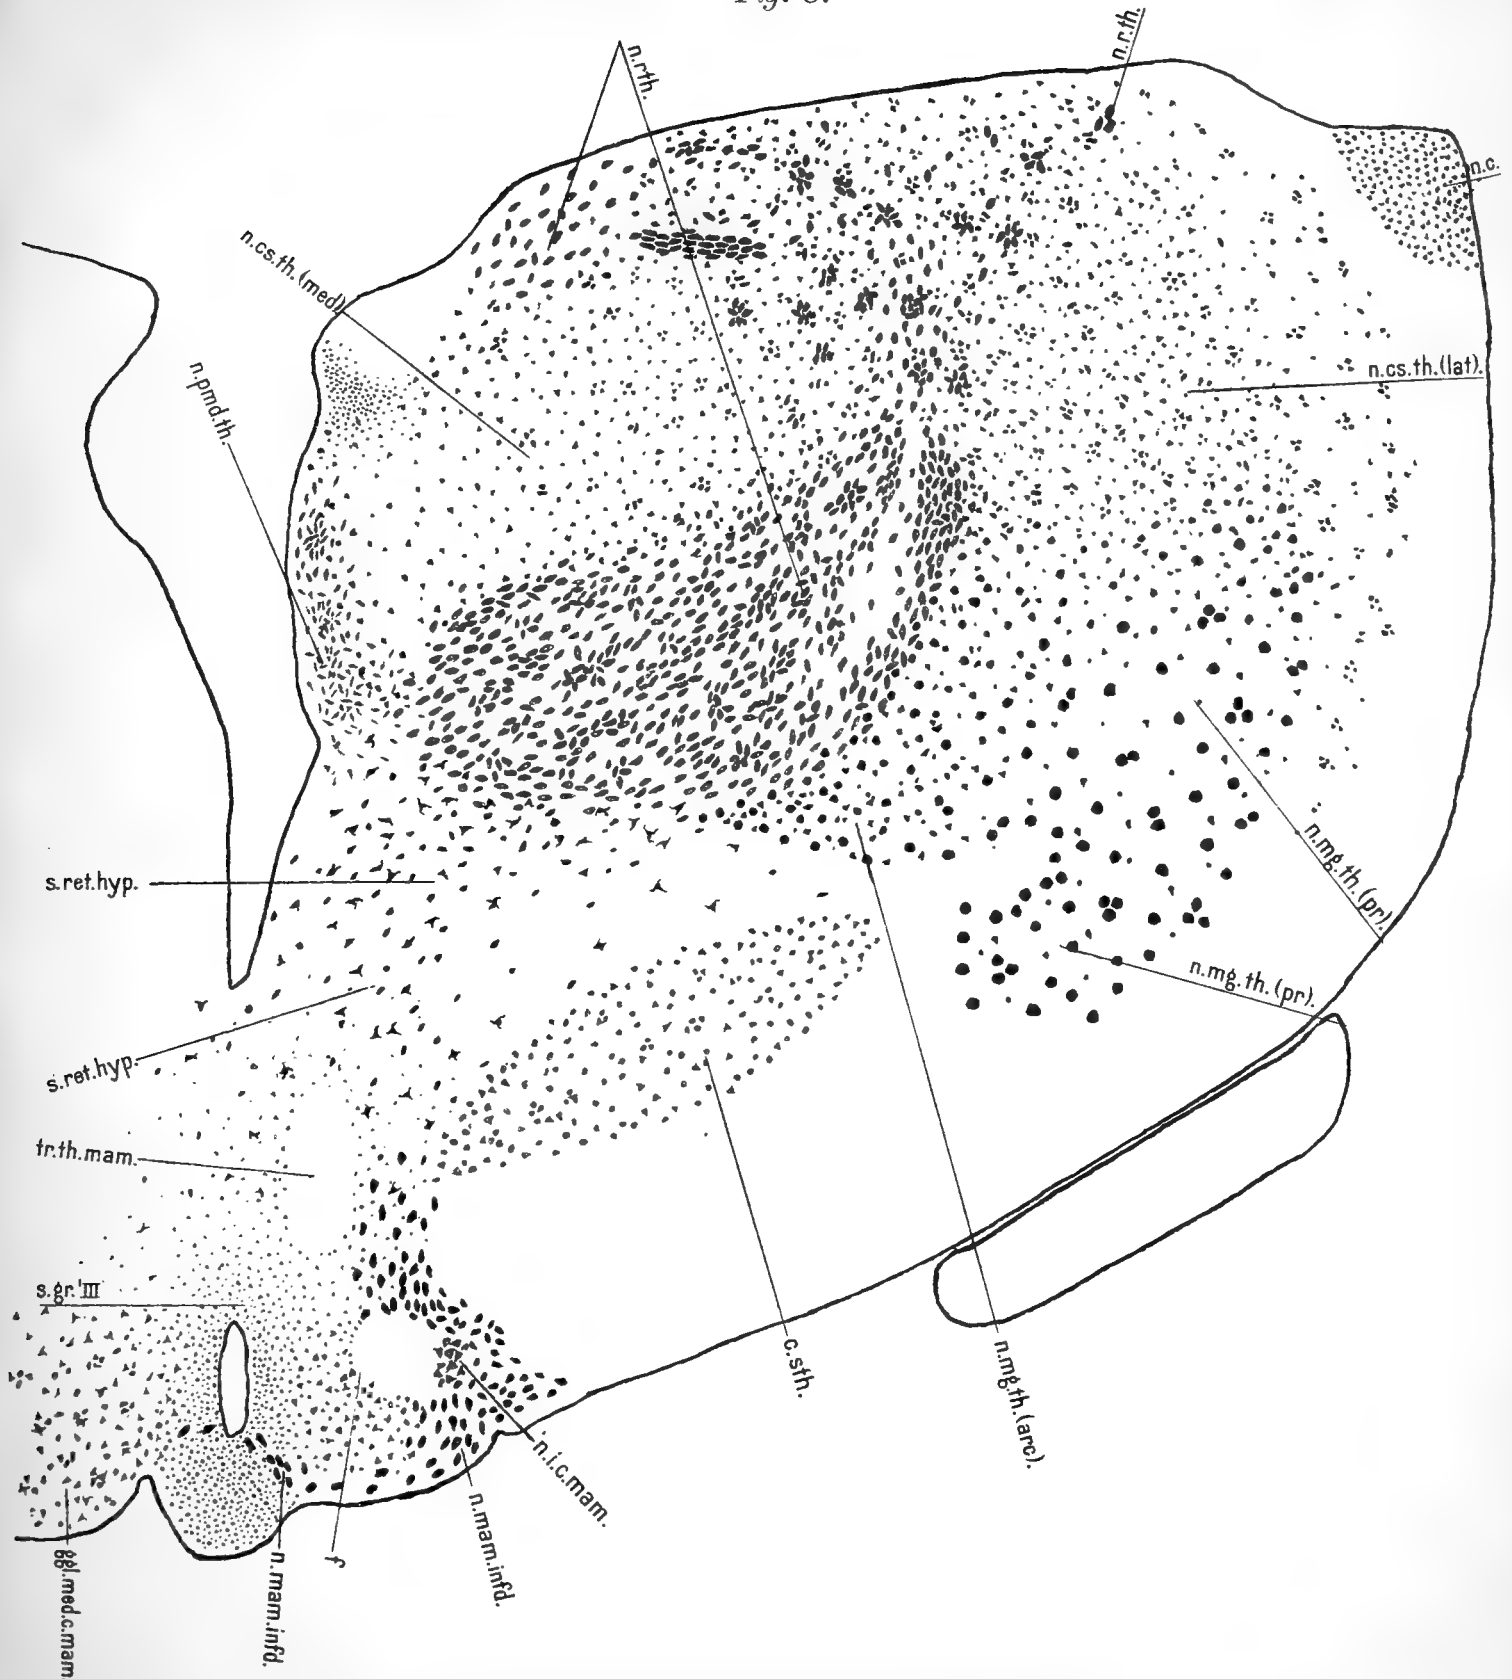 n.rth.
n.r.th.
n.c.
n.cs.th.(med)
n.pmd.th.
n.cs.th.(lat).
s.ret.hyp.
n.mg.th.(pr).
n.mg.th.(pr).
s.ret.hyp.
tr.th.mam.
s.gr.III
c.sth.
n.mg.th.(arc).
n.i.c.mam.
n.mam.infd.
f
n.mam.infd.
ggl.med.c.mam